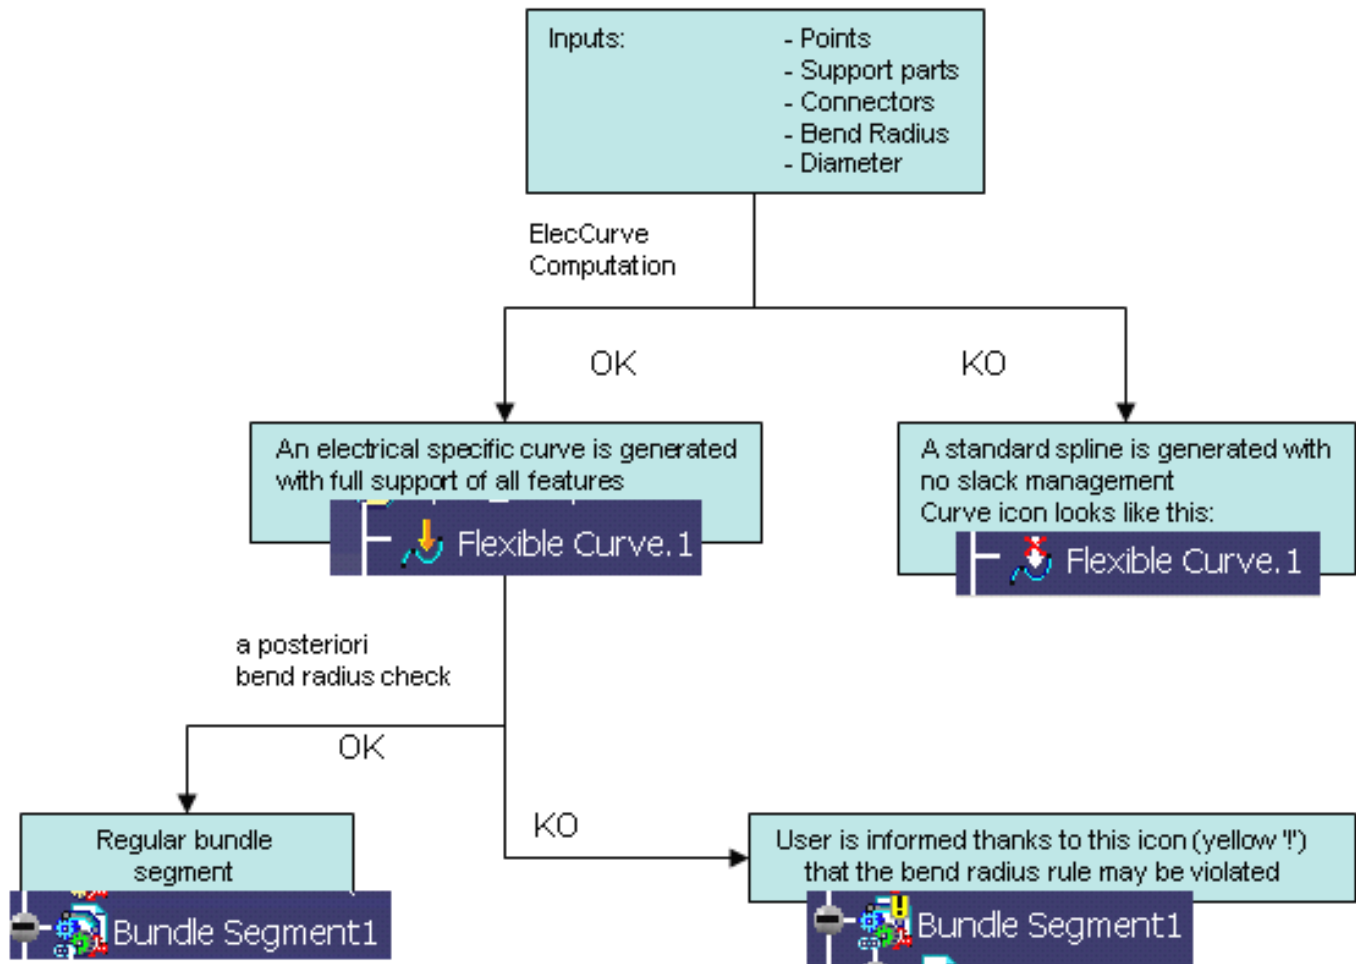 Inputs: - Points
- Support parts
- Connectors
- Bend Radius
- Diameter
ElecCurve
Computation
OK
KO
An electrical specific curve is generated
with full support of all features
Flexible Curve.1
A standard spline is generated with
no slack management
Curve icon looks like this:
Flexible Curve.1
a posteriori
bend radius check
OK
KO
Regular bundle
segment
Bundle Segment1
User is informed thanks to this icon (yellow '!')
that the bend radius rule may be violated
Bundle Segment1